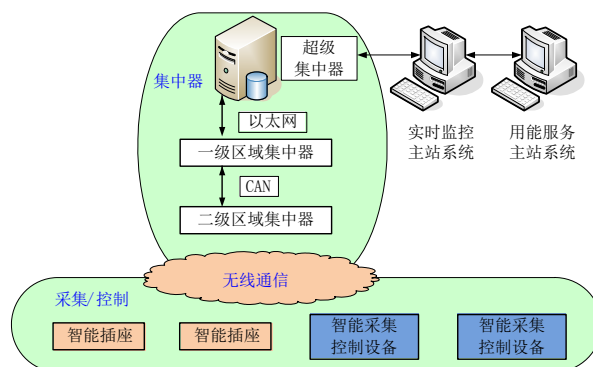 超级
集中器
集中器
以太网
一级区域集中器
CAN
二级区域集中器
实时监控
主站系统
用能服务
主站系统
无线通信
采集/控制
智能插座
智能插座
智能采集
控制设备
智能采集
控制设备